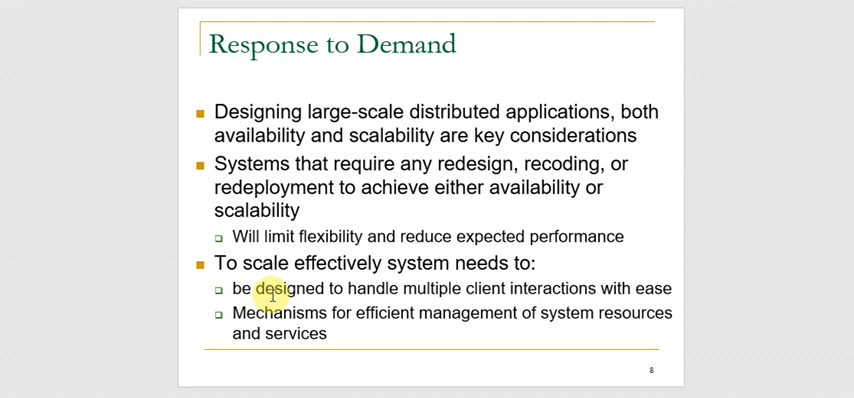 Response to Demand
Designing large-scale distributed applications, both
availability and scalability are key considerations
Systems that require any redesign, recoding, or
redeployment to achieve either availability or
scalability
Will limit flexibility and reduce expected performance
To scale effectively system needs to:
be designed to handle multiple client interactions with ease
Mechanisms for efficient management of system resources
and services
8